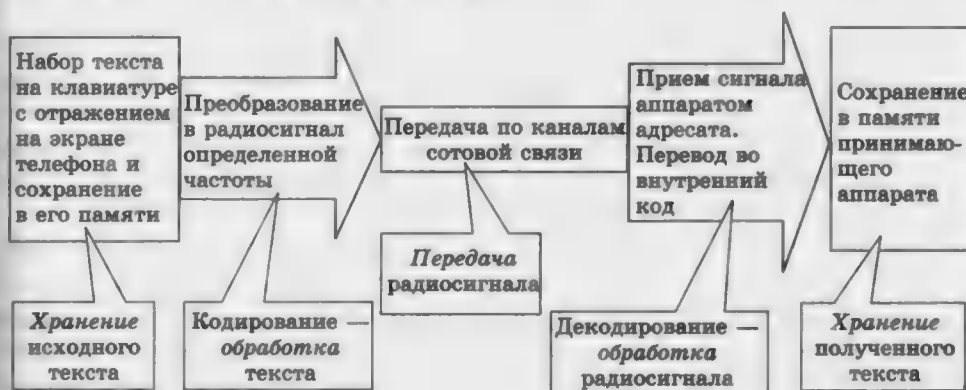 Набор текста
на клавиатуре
с отражением
на экране
телефона и
сохранение
в его памяти
Преобразование
в радиосигнал
определенной
частоты
Передача по каналам
сотовой связи
Прием сигнала
аппаратом
адресата.
Перевод во
внутренний
код
Сохранение
в памяти
принимаю-
щего
аппарата
Хранение
исходного
текста
Кодирование —
обработка
текста
Передача
радиосигнала
Декодирование —
обработка
радиосигнала
Хранение
полученного
текста